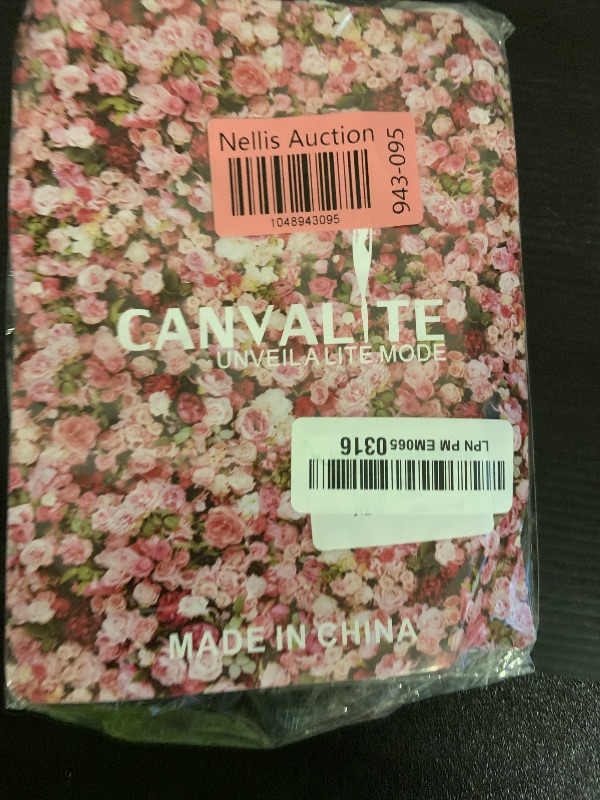 Nellis Auction
943-095
1048943095
CANVALITE
UNVEIL A LITE MODE
LPN PM EM065 0316
MADE IN CHINA